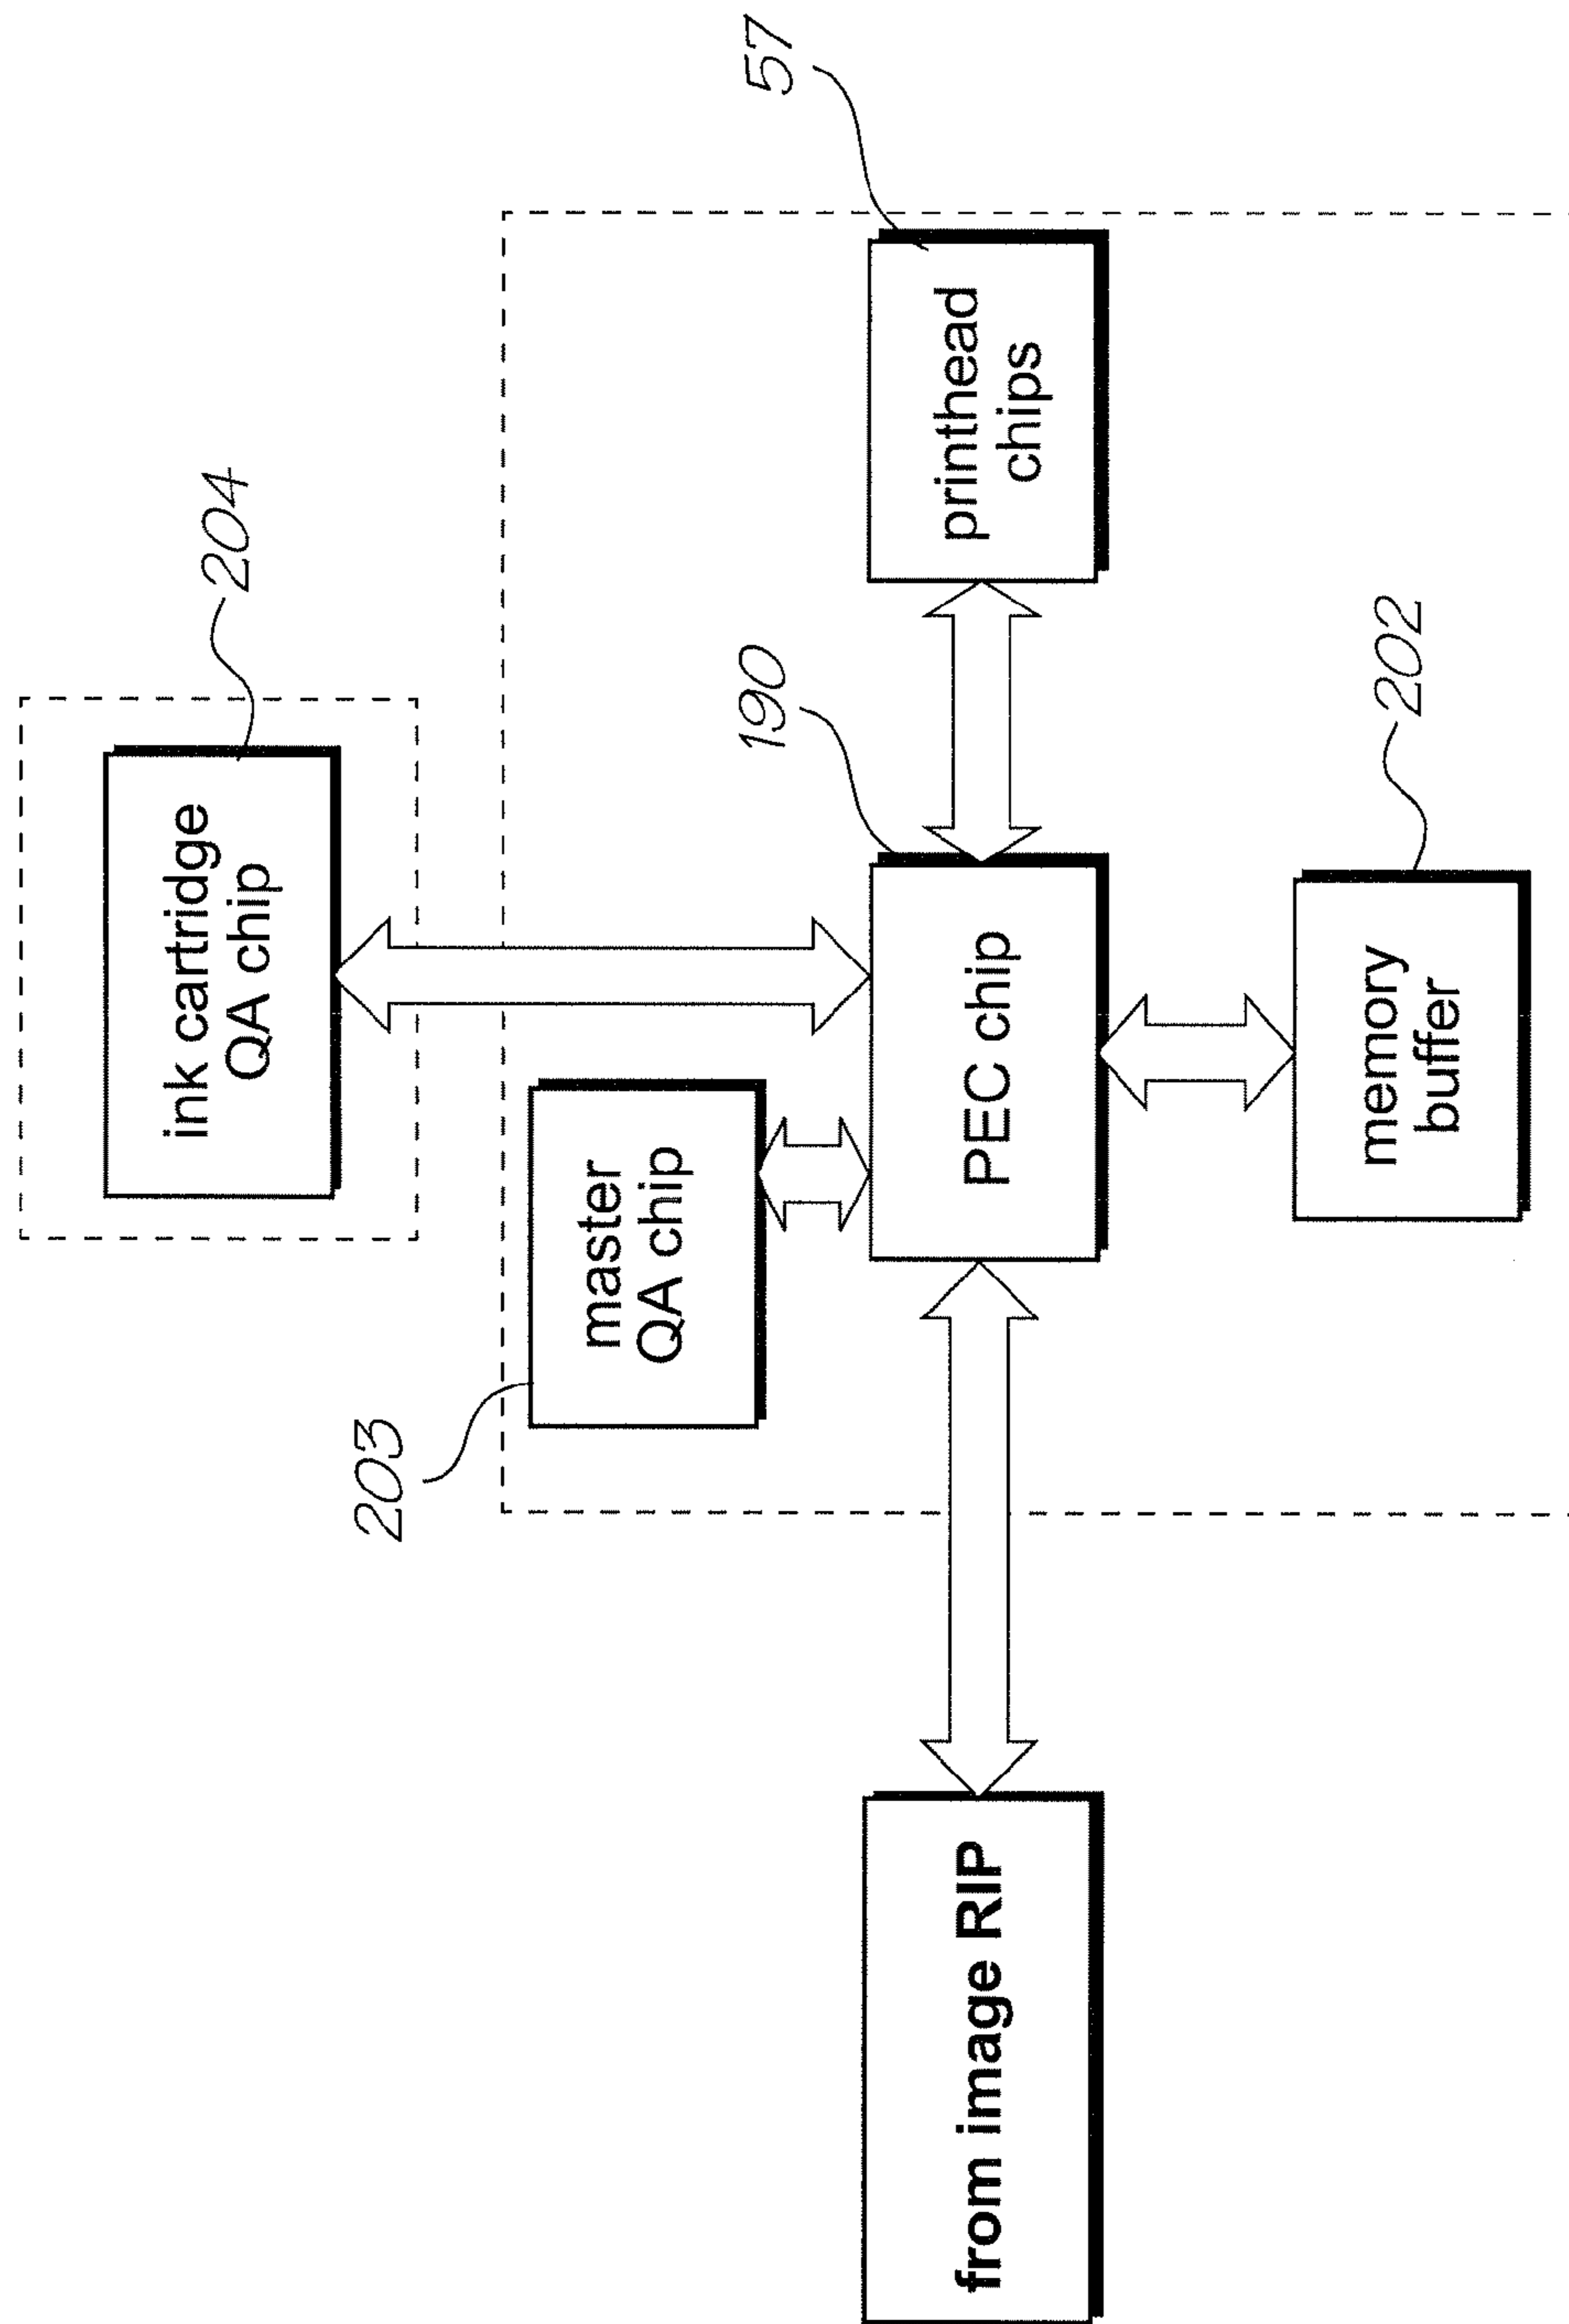 ink cartridge
QA chip
204
master
QA chip
203
PEC chip
190
printhead
chips
57
memory
buffer
202
from image RIP